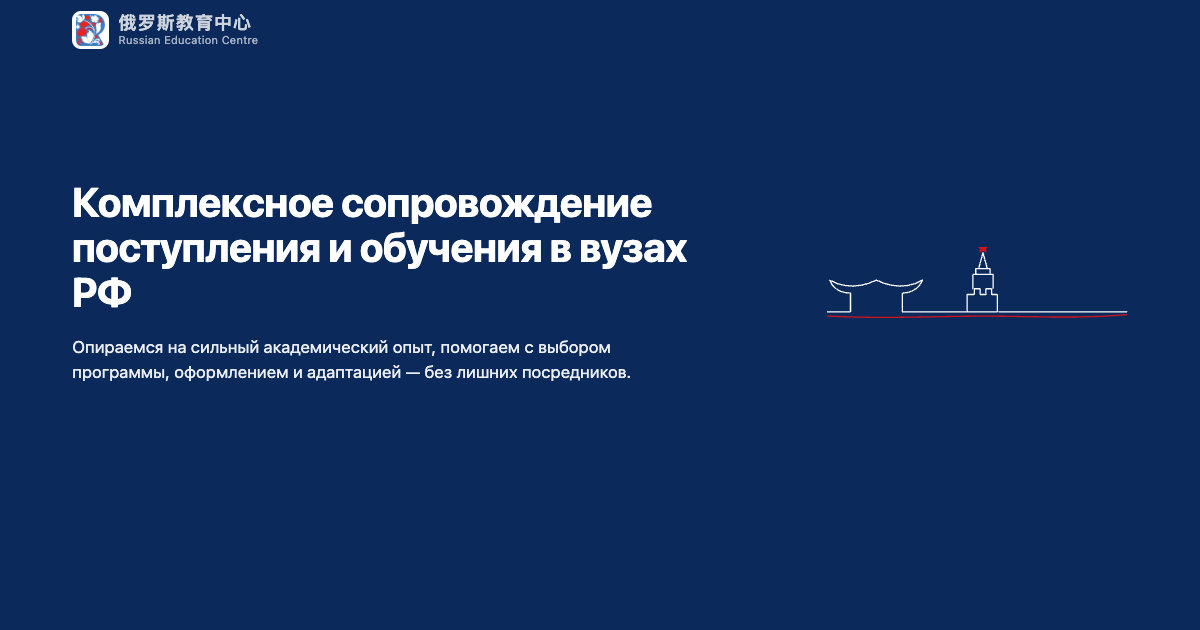 俄罗斯教育中心
Russian Education Centre
Комплексное сопровождение
поступления и обучения в вузах
РФ
Опираемся на сильный академический опыт, помогаем с выбором
программы, оформлением и адаптацией — без лишних посредников.